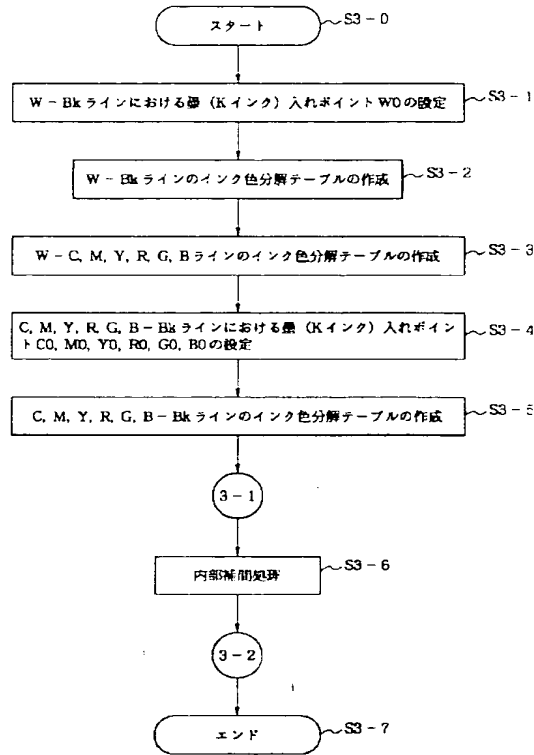 スタート
S3-0
W-Bkラインにおける墨(Kインク)入れポイントW0の設定
S3-1
W-Bkラインのインク色分解テーブルの作成
S3-2
W-C, M, Y, R, G, Bラインのインク色分解テーブルの作成
S3-3
C, M, Y, R, G, B-Bkラインにおける墨(Kインク)入れポイン
トC0, M0, Y0, R0, G0, B0の設定
S3-4
C, M, Y, R, G, B-Bkラインのインク色分解テーブルの作成
S3-5
3-1
内部補間処理
S3-6
3-2
エンド
S3-7